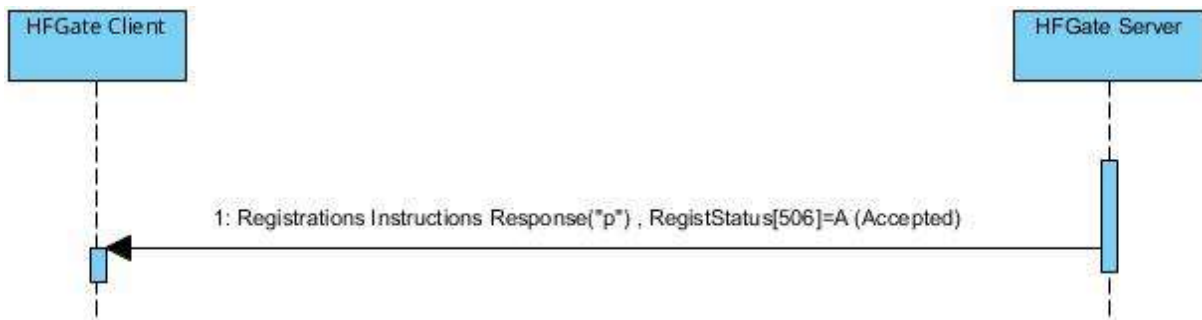 HFGate Client
HFGate Server
1: Registrations Instructions Response("p") , RegistStatus[506]=A (Accepted)